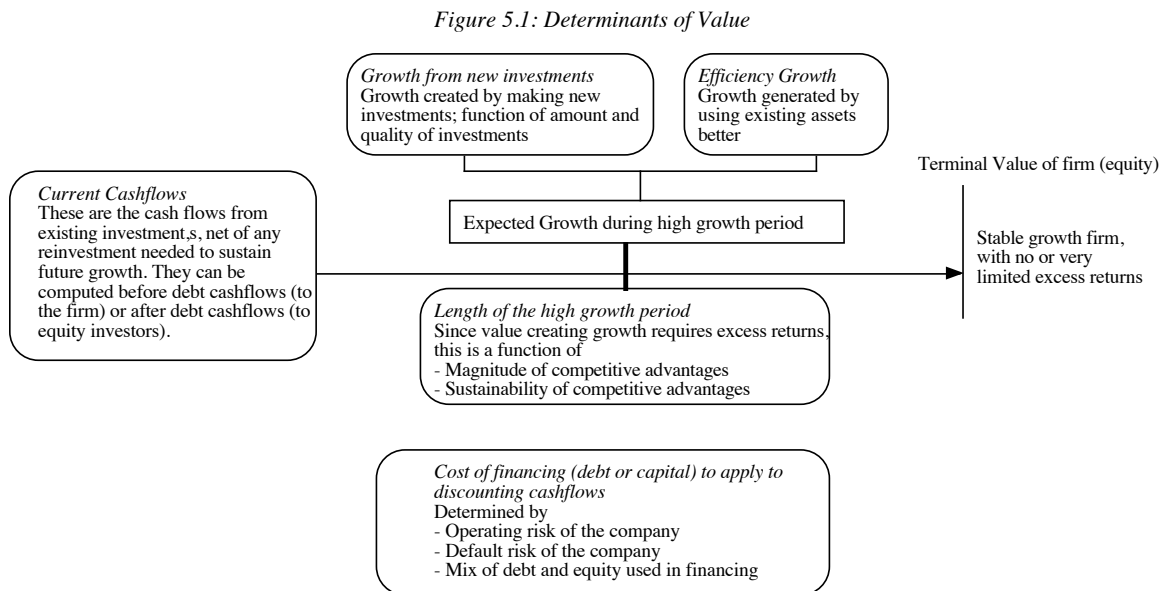 Figure 5.1: Determinants of Value
Growth from new investments
Growth created by making new
investments; function of amount and
quality of investments
Efficiency Growth
Growth generated by
using existing assets
better
Terminal Value of firm (equity)
Current Cashflows
These are the cash flows from
existing investment,s, net of any
reinvestment needed to sustain
future growth. They can be
computed before debt cashflows (to
the firm) or after debt cashflows (to
equity investors).
Expected Growth during high growth period
Stable growth firm,
with no or very
limited excess returns
Length of the high growth period
Since value creating growth requires excess returns,
this is a function of
- Magnitude of competitive advantages
- Sustainability of competitive advantages
Cost of financing (debt or capital) to apply to
discounting cashflows
Determined by
- Operating risk of the company
- Default risk of the company
- Mix of debt and equity used in financing